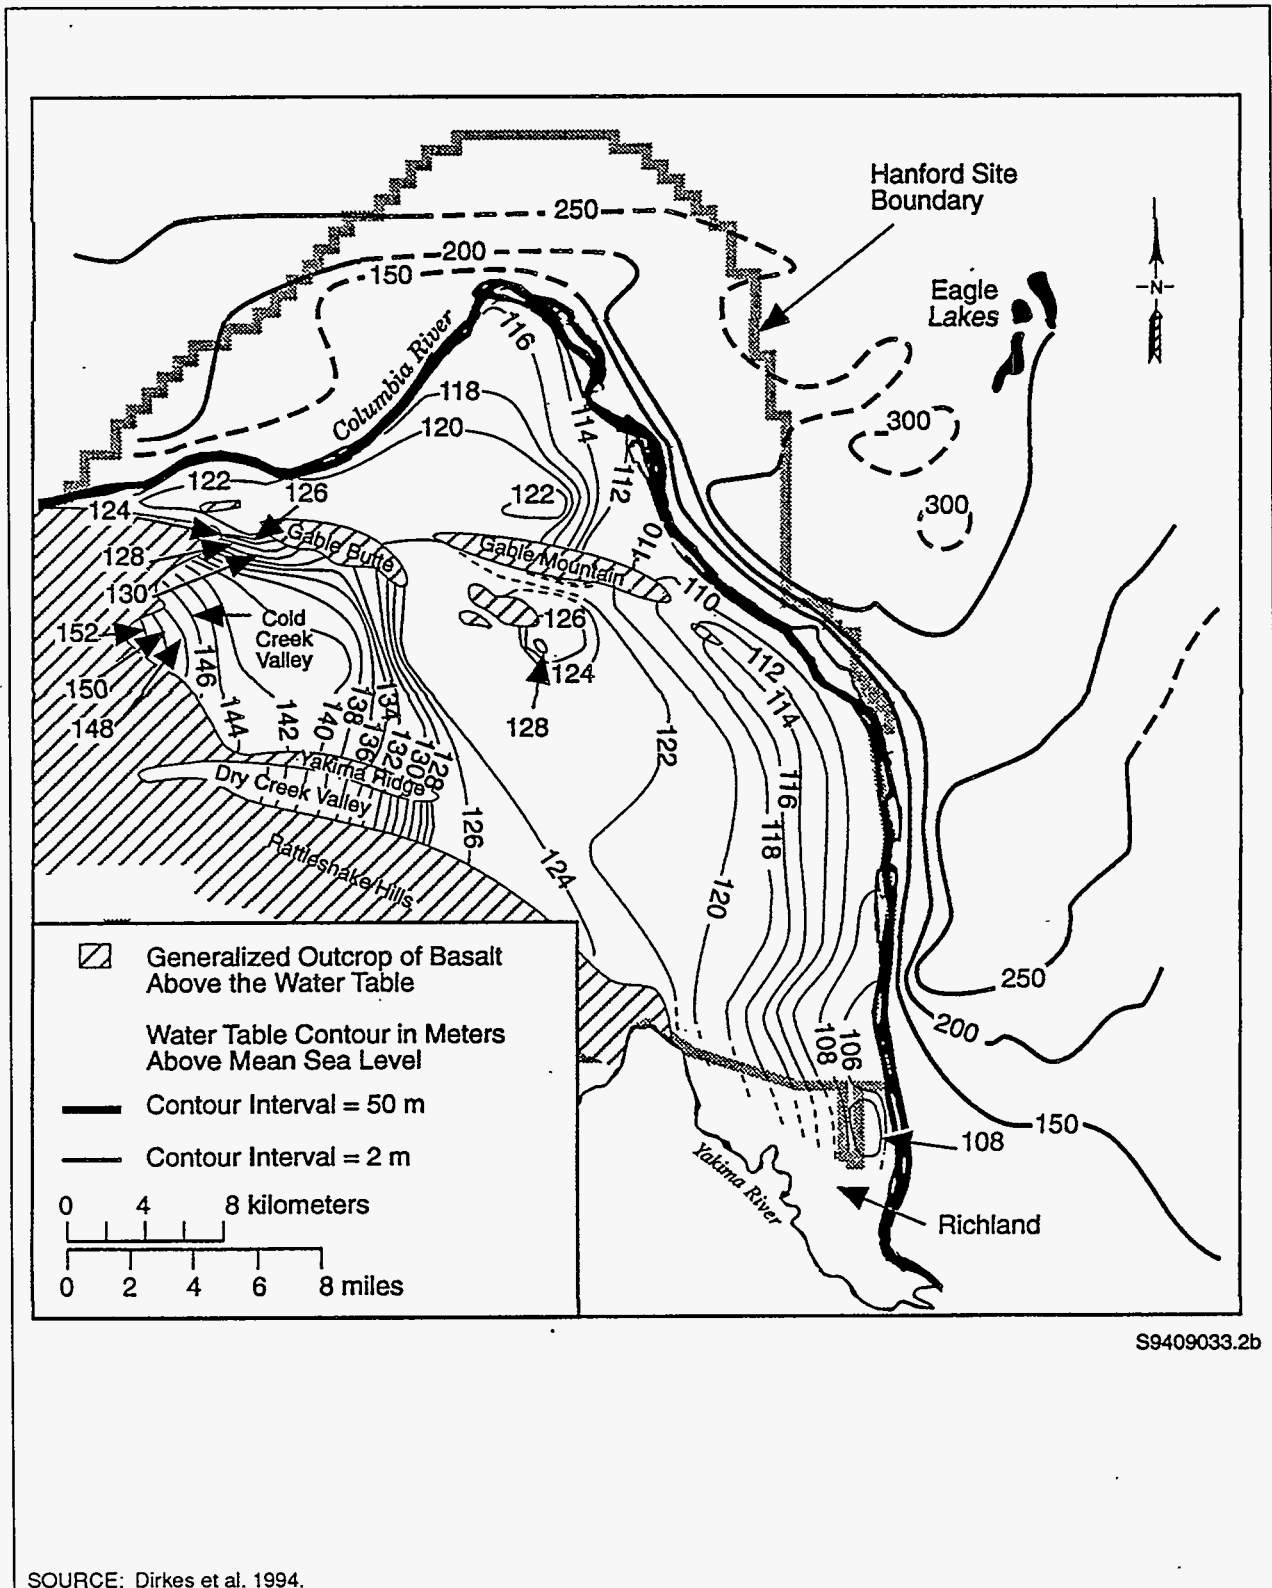 Hanford Site
Boundary
250
200
150
-N-
Eagle
Lakes
Columbia River
116
118
120
114
300
300
112
122
126
122
124
Gable Butte
Gable Mountain
110
128
130
110
Cold
Creek
Valley
126
152
112
146
124
150
114
148
144
142
140
138
134
136
132
130
128
128
122
Yakima Ridge
Dry Creek Valley
116
118
126
Rattlesnake Hills
124
120
Generalized Outcrop of Basalt
Above the Water Table
Water Table Contour in Meters
Above Mean Sea Level
Contour Interval = 50 m
Contour Interval = 2 m
0 4 8 kilometers
0 2 4 6 8 miles
250
200
108
106
150
108
Yakima River
Richland
S9409033.2b
SOURCE: Dirkes et al. 1994.